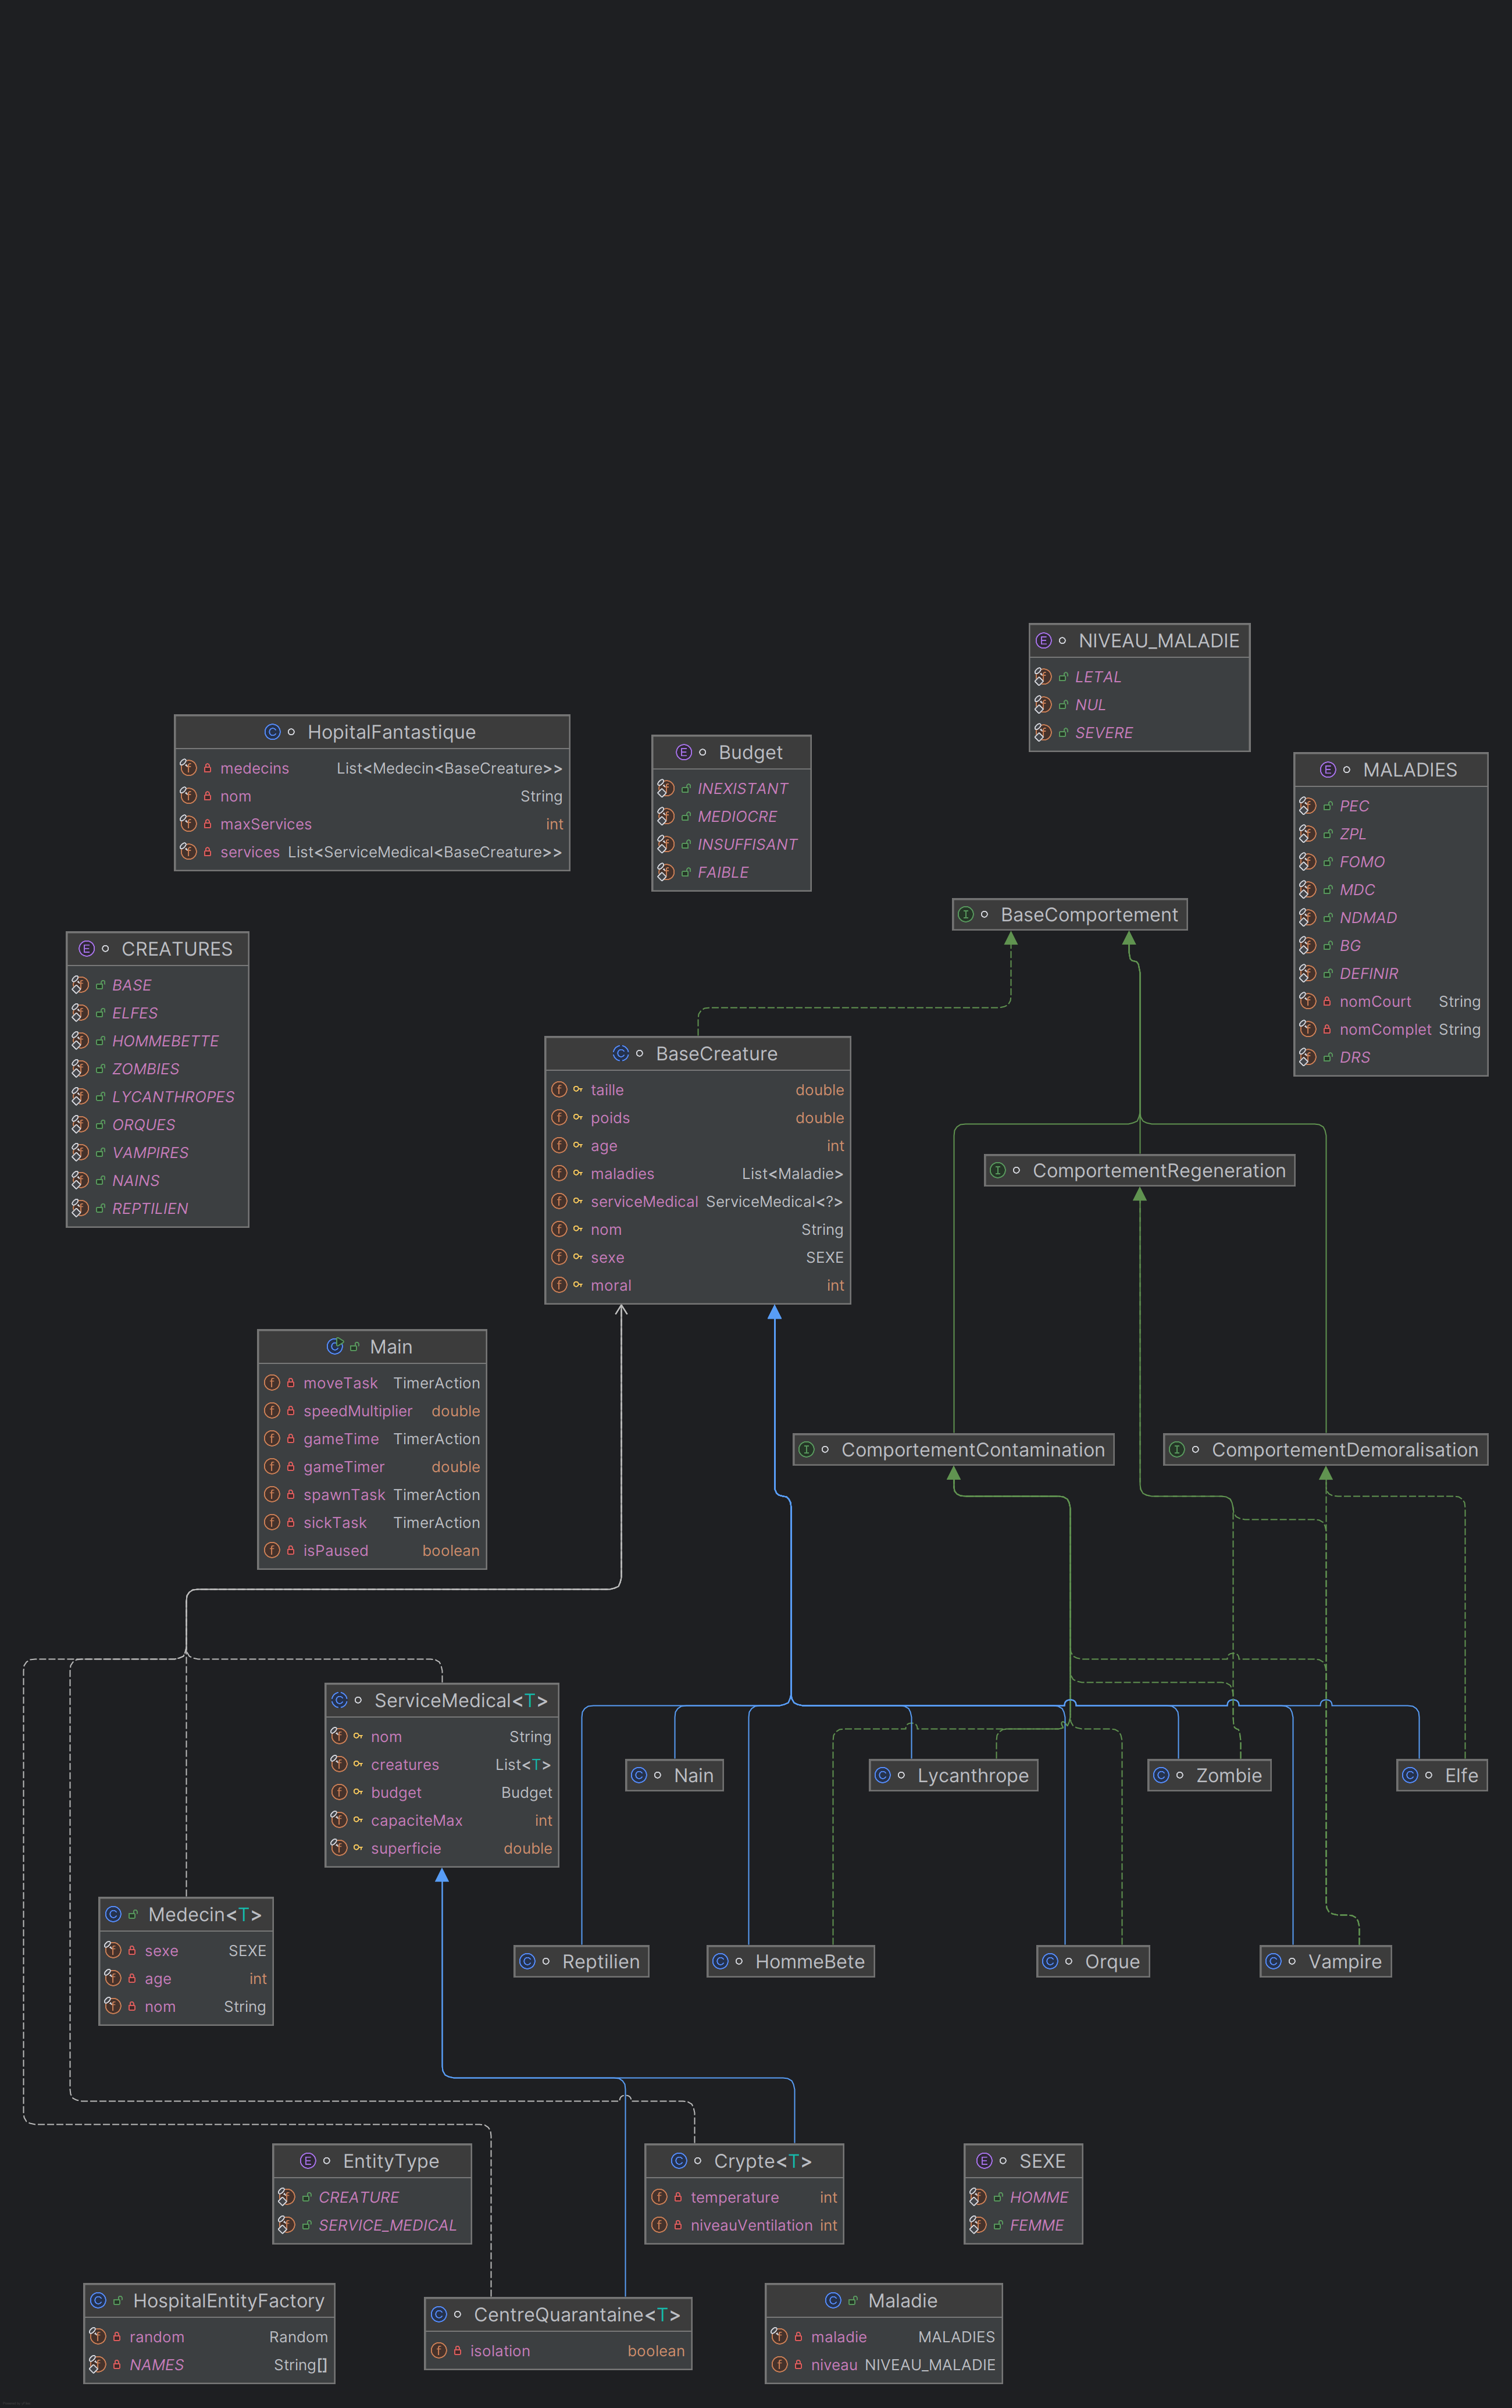 NIVEAU_MALADIE
LETAL
NUL
SEVERE
HopitalFantastique
medecins List<Medecin<BaseCreature>>
nom String
maxServices int
services List<ServiceMedical<BaseCreature>>
Budget
INEXISTANT
MEDIOCRE
INSUFFISANT
FAIBLE
MALADIES
PEC
ZPL
FOMO
MDC
NDMAD
BG
DEFINIR
nomCourt String
nomComplet String
DRS
BaseComportement
CREATURES
BASE
ELFES
HOMMEBETTE
ZOMBIES
LYCANTHROPES
ORQUES
VAMPIRES
NAINS
REPTILIEN
BaseCreature
taille double
poids double
age int
maladies List<Maladie>
serviceMedical ServiceMedical<?>
nom String
sexe SEXE
moral int
ComportementRegeneration
Main
moveTask TimerAction
speedMultiplier double
gameTime TimerAction
gameTimer double
spawnTask TimerAction
sickTask TimerAction
isPaused boolean
ComportementContamination
ComportementDemoralisation
ServiceMedical<T>
nom String
creatures List<T>
budget Budget
capaciteMax int
superficie double
Nain
Lycanthrope
Zombie
Elfe
Medecin<T>
sexe SEXE
age int
nom String
Reptilien
HommeBete
Orque
Vampire
EntityType
CREATURE
SERVICE_MEDICAL
Crypte<T>
temperature int
niveauVentilation int
SEXE
HOMME
FEMME
HospitalEntityFactory
random Random
NAMES String[]
CentreQuarantaine<T>
isolation boolean
Maladie
maladie MALADIES
niveau NIVEAU_MALADIE